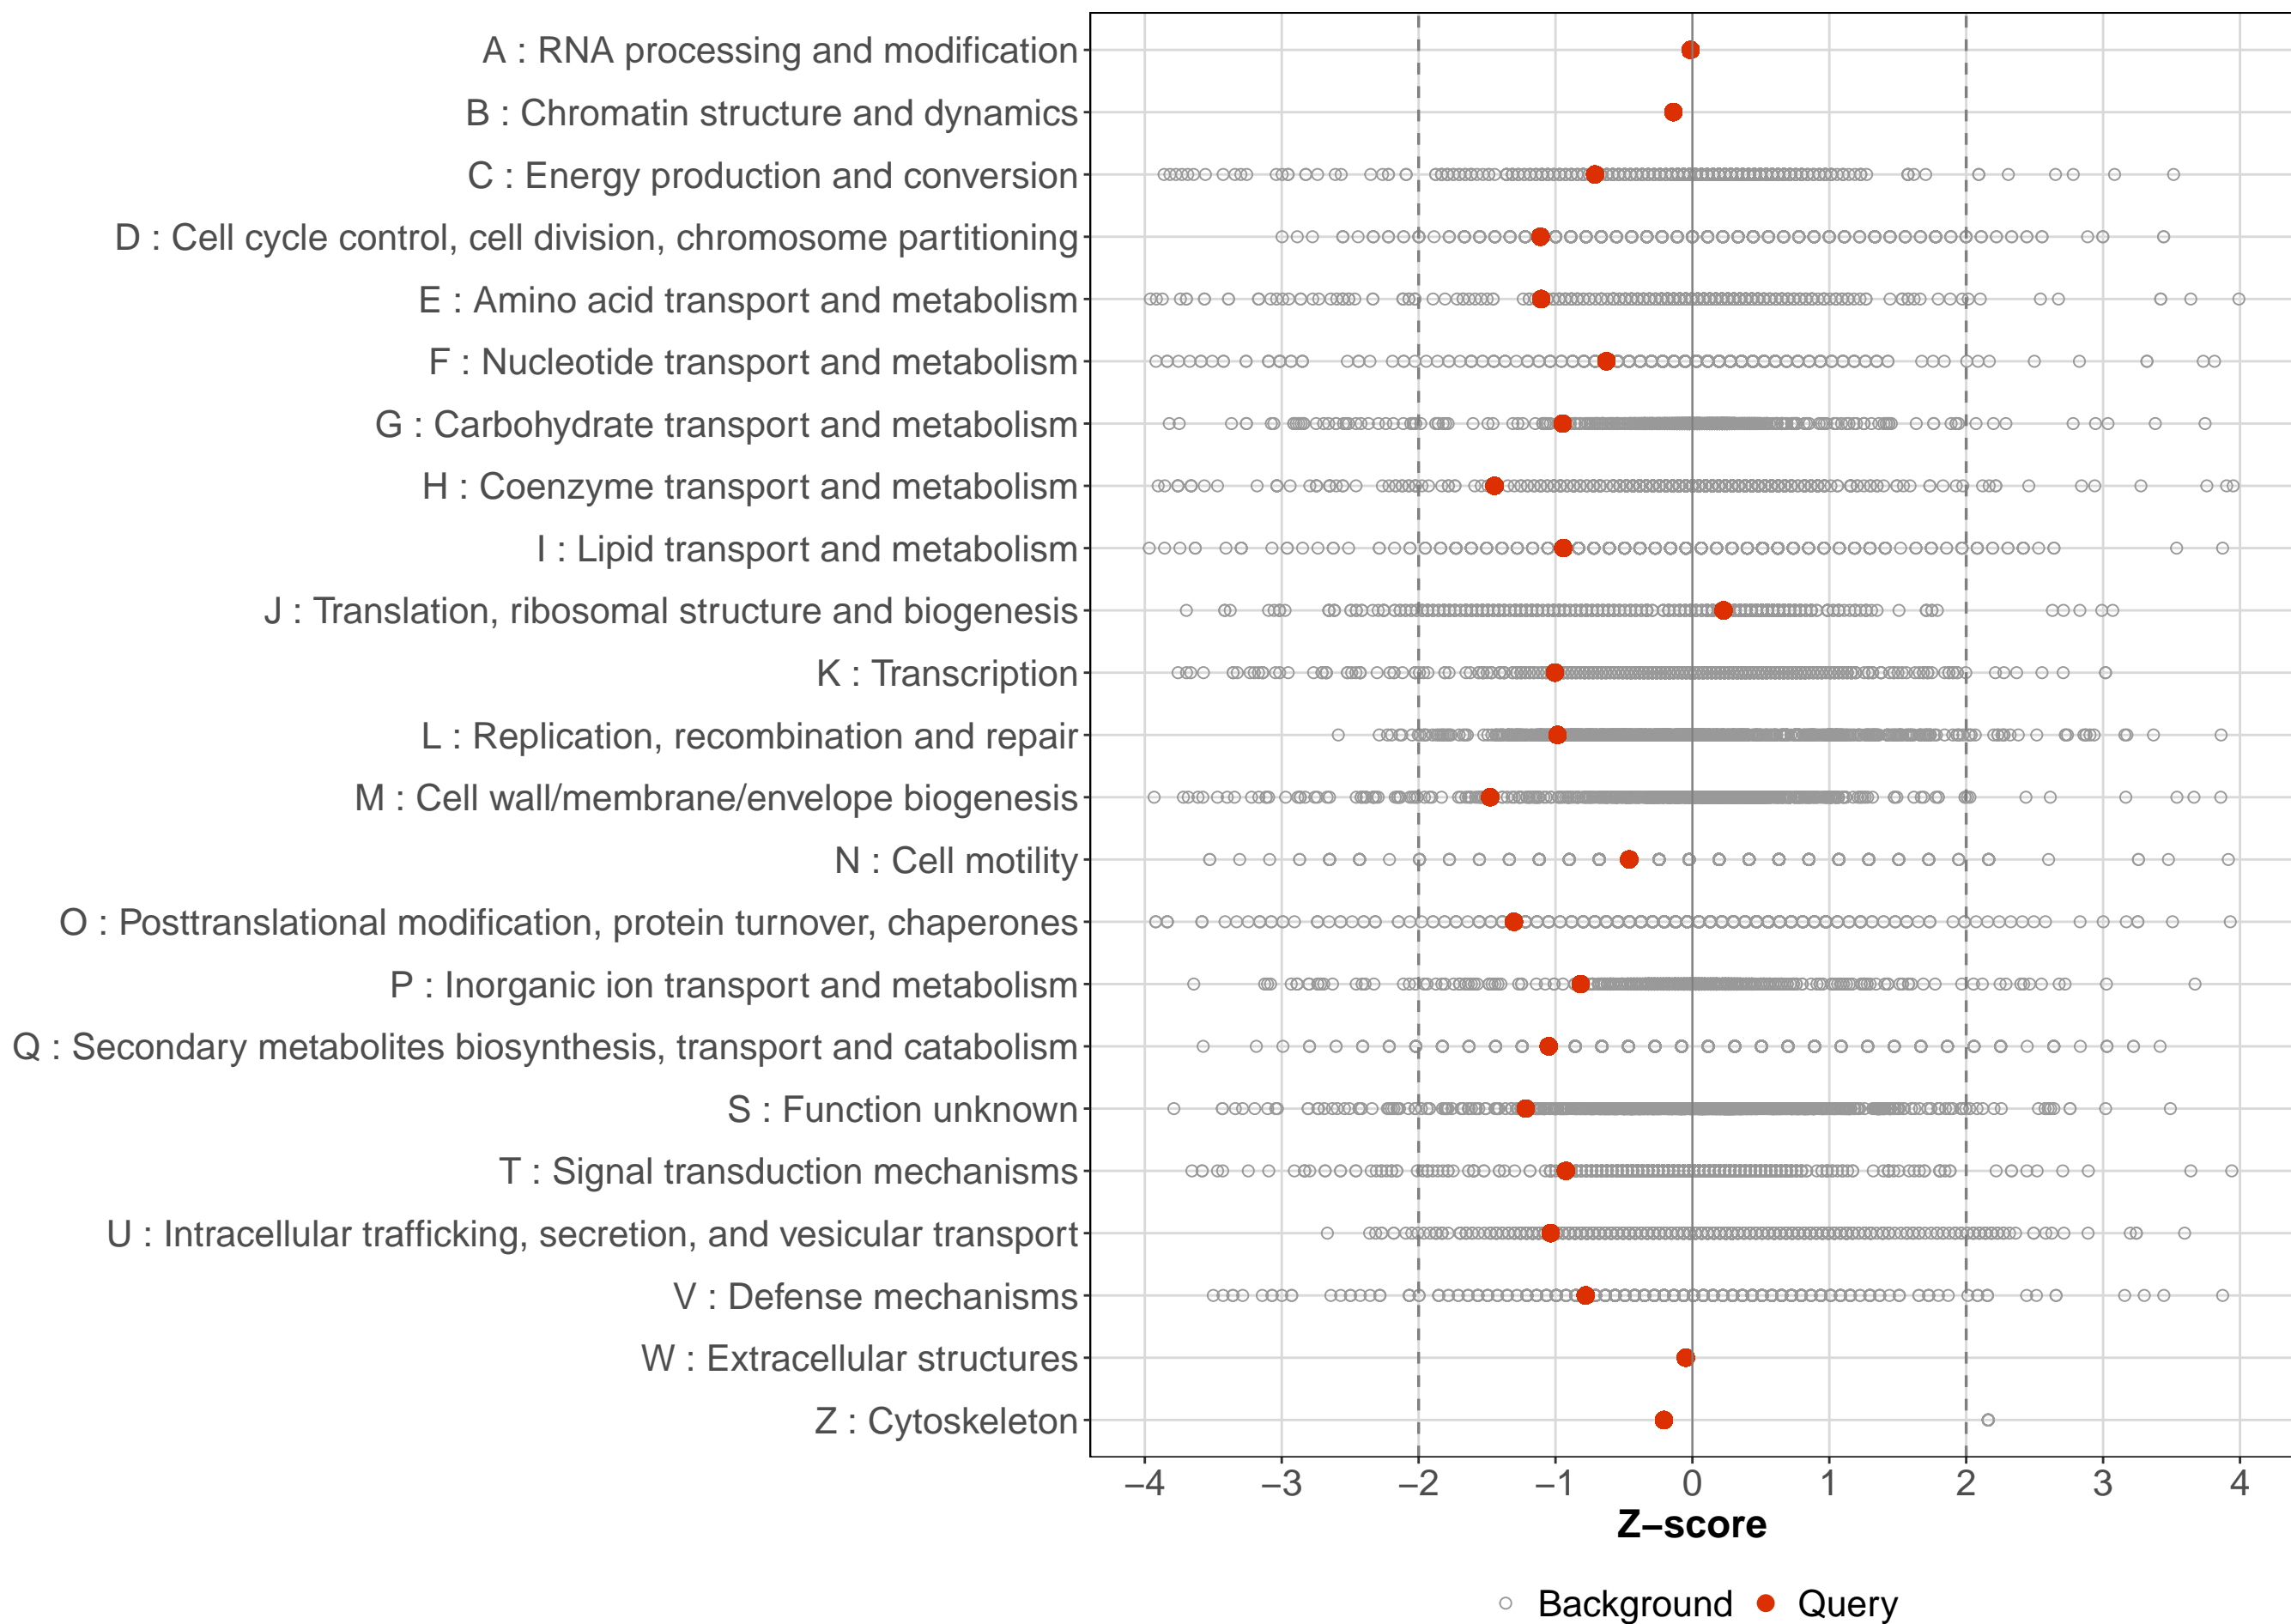 A : RNA processing and modification
B : Chromatin structure and dynamics
C : Energy production and conversion
D : Cell cycle control, cell division, chromosome partitioning
E : Amino acid transport and metabolism
F : Nucleotide transport and metabolism
G : Carbohydrate transport and metabolism
H : Coenzyme transport and metabolism
I : Lipid transport and metabolism
J : Translation, ribosomal structure and biogenesis
K : Transcription
L : Replication, recombination and repair
M : Cell wall/membrane/envelope biogenesis
N : Cell motility
O : Posttranslational modification, protein turnover, chaperones
P : Inorganic ion transport and metabolism
Q : Secondary metabolites biosynthesis, transport and catabolism
S : Function unknown
T : Signal transduction mechanisms
U : Intracellular trafficking, secretion, and vesicular transport
V : Defense mechanisms
W : Extracellular structures
Z : Cytoskeleton
−4 −3 −2 −1 0 1 2 3 4
Z−score
Background Query